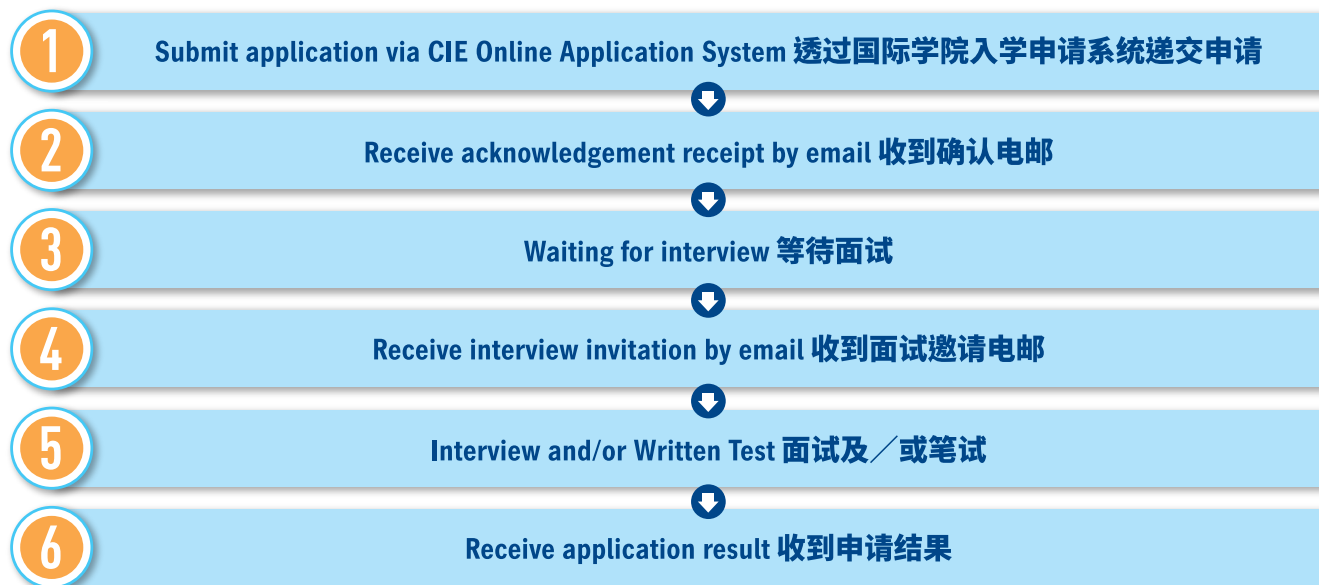 1
Submit application via CIE Online Application System 透过国际学院入学申请系统递交申请
2
Receive acknowledgement receipt by email 收到确认电邮
3
Waiting for interview 等待面试
4
Receive interview invitation by email 收到面试邀请电邮
5
Interview and/or Written Test 面试及／或笔试
6
Receive application result 收到申请结果